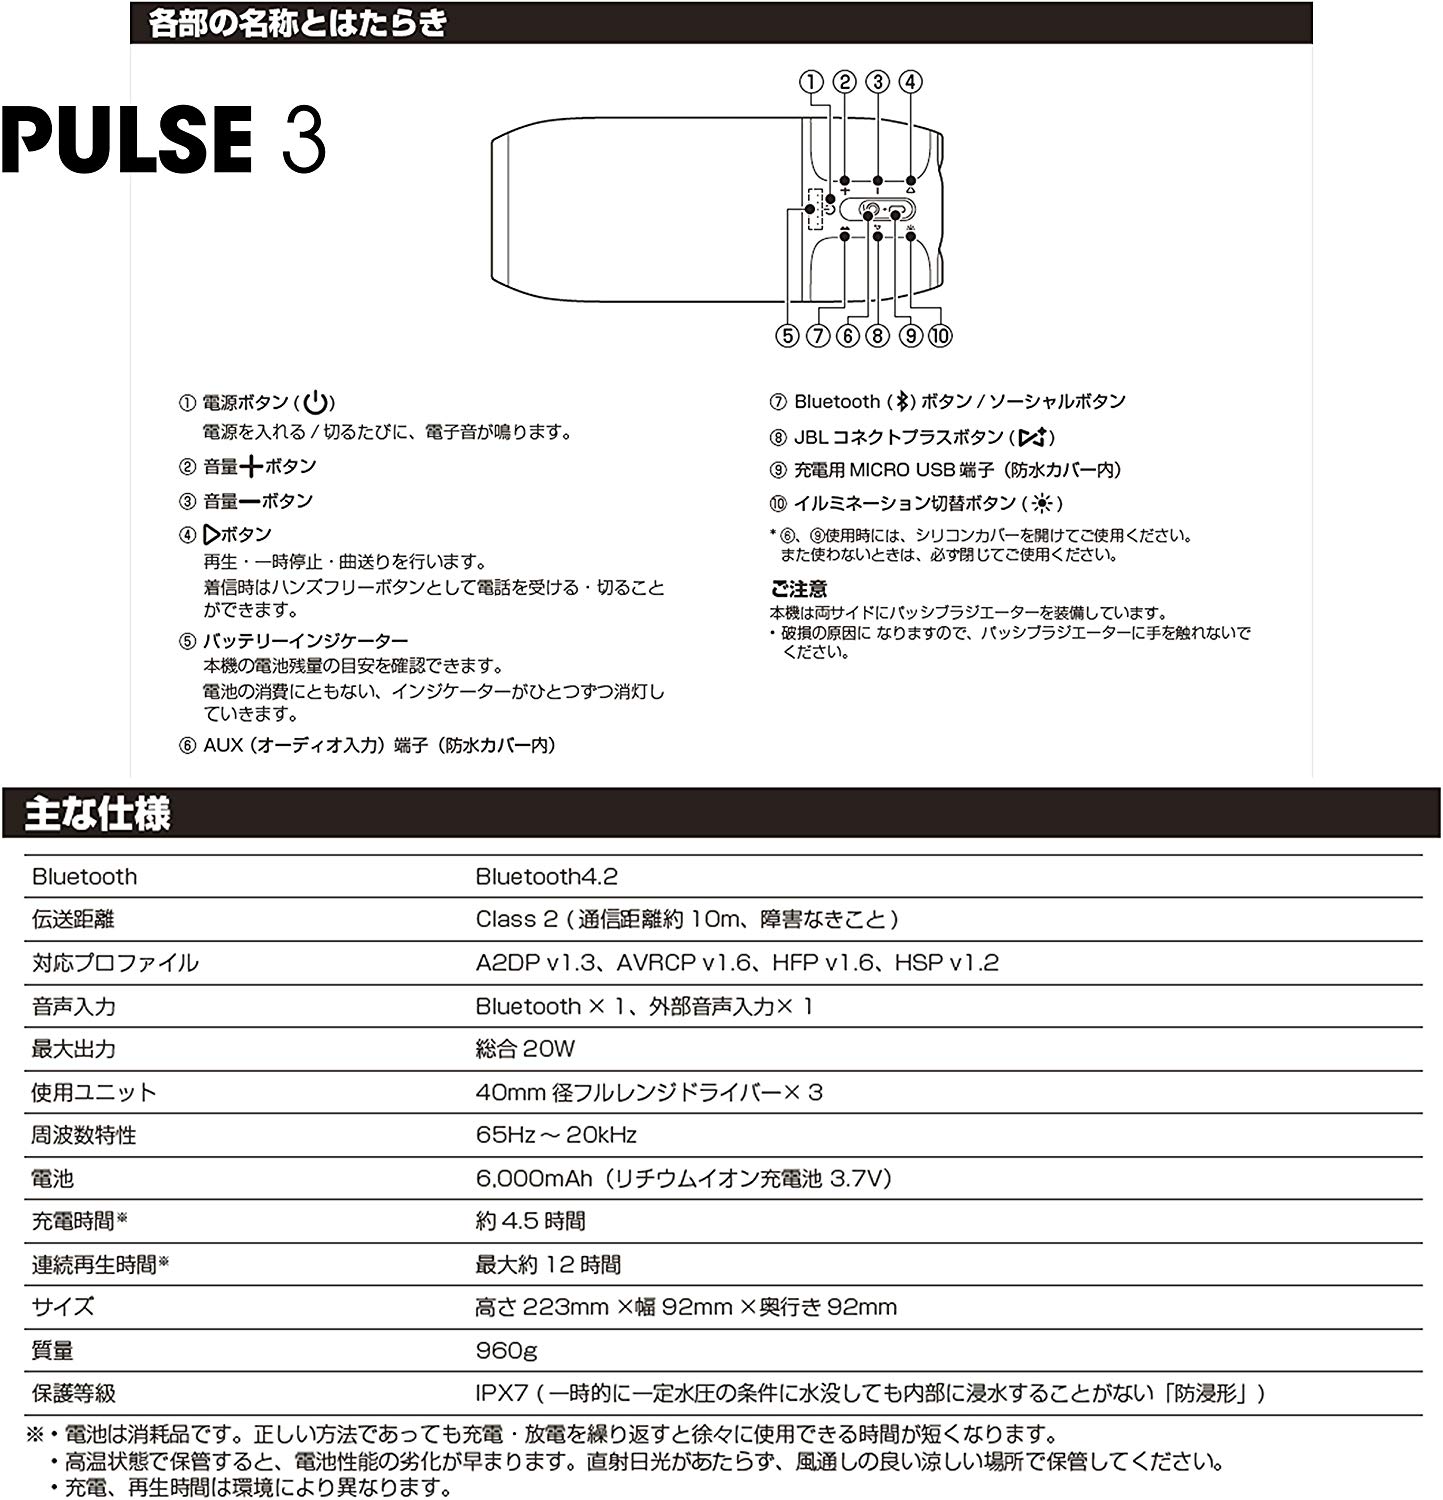 各部の名称とはたらき
PULSE 3
① ② ③ ④
⑤ ⑦ ⑥ ⑧ ⑨ ⑩
① 電源ボタン ( )
電源を入れる / 切るたびに、電子音が鳴ります。
② 音量+ボタン
③ 音量−ボタン
④ ▷ボタン
再生・一時停止・曲送りを行います。
着信時はハンズフリーボタンとして電話を受ける・切ること
ができます。
⑤ バッテリーインジケーター
本機の電池残量の目安を確認できます。
電池の消費にともない、インジケーターがひとつずつ消灯し
ていきます。
⑥ AUX（オーディオ入力）端子（防水カバー内）
⑦ Bluetooth ( ) ボタン / ソーシャルボタン
⑧ JBL コネクトプラスボタン ( )
⑨ 充電用 MICRO USB 端子（防水カバー内）
⑩ イルミネーション切替ボタン ( )
* ⑥、⑨使用時には、シリコンカバーを開けてご使用ください。
また使わないときは、必ず閉じてご使用ください。
ご注意
本機は両サイドにパッシブラジエーターを装備しています。
・破損の原因に なりますので、パッシブラジエーターに手を触れないで
ください。
主な仕様
Bluetooth Bluetooth4.2
伝送距離 Class 2 ( 通信距離約 10m、障害なきこと )
対応プロファイル A2DP v1.3、AVRCP v1.6、HFP v1.6、HSP v1.2
音声入力 Bluetooth × 1、外部音声入力× 1
最大出力 総合 20W
使用ユニット 40mm 径フルレンジドライバー× 3
周波数特性 65Hz ～ 20kHz
電池 6,000mAh（リチウムイオン充電池 3.7V）
充電時間※ 約 4.5 時間
連続再生時間※ 最大約 12 時間
サイズ 高さ 223mm ×幅 92mm ×奥行き 92mm
質量 960g
保護等級 IPX7 ( 一時的に一定水圧の条件に水没しても内部に浸水することがない「防浸形」)
※・電池は消耗品です。正しい方法であっても充電・放電を繰り返すと徐々に使用できる時間が短くなります。
・高温状態で保管すると、電池性能の劣化が早まります。直射日光があたらず、風通しの良い涼しい場所で保管してください。
・充電、再生時間は環境により異なります。